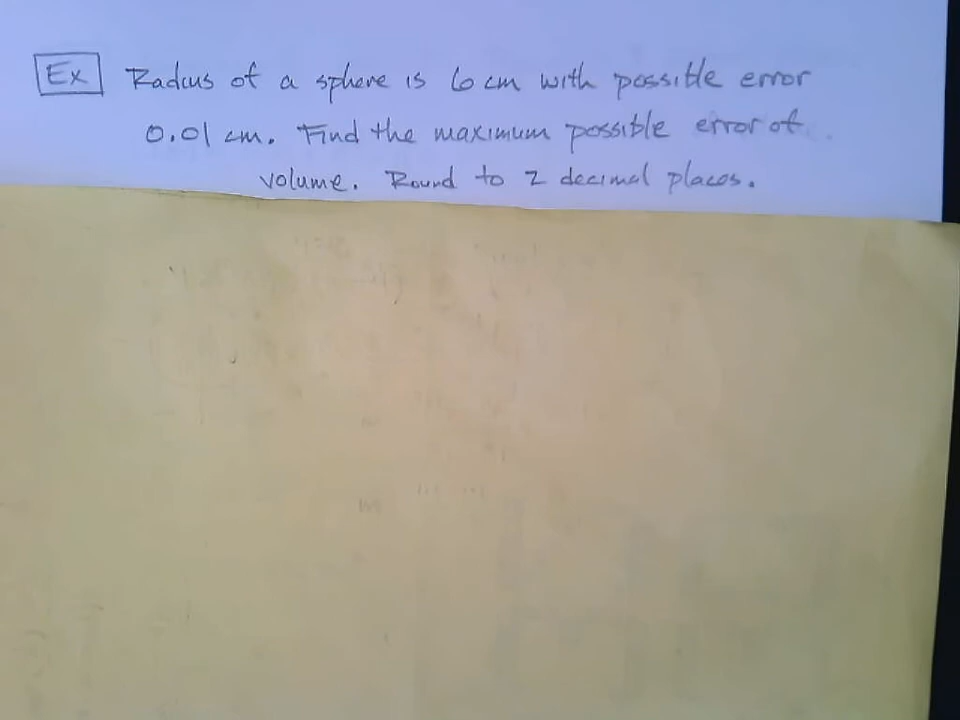 Ex Radius of a sphere is 6 cm with possible error
0.01 cm. Find the maximum possible error of
volume. Round to 2 decimal places.